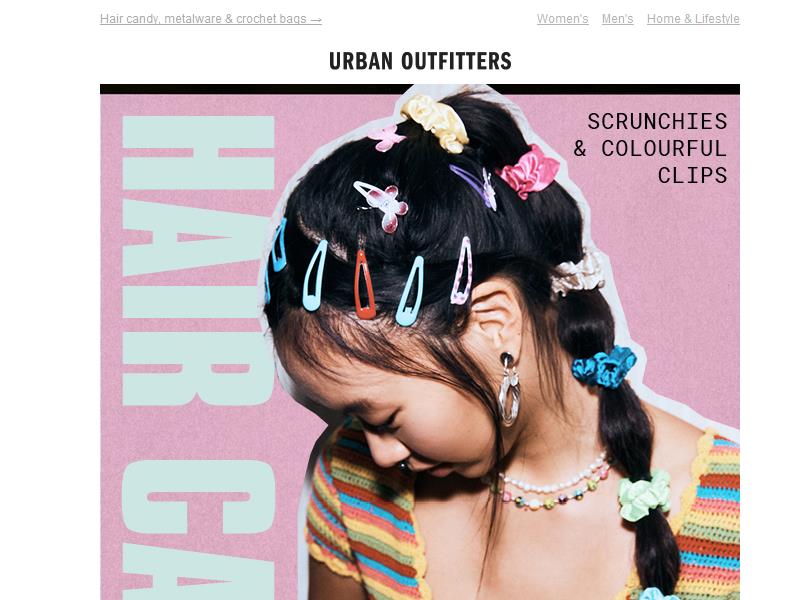 Hair candy, metalware & crochet bags →
Women's Men's Home & Lifestyle
URBAN OUTFITTERS
SCRUNCHIES
& COLOURFUL
CLIPS
HAIR CA